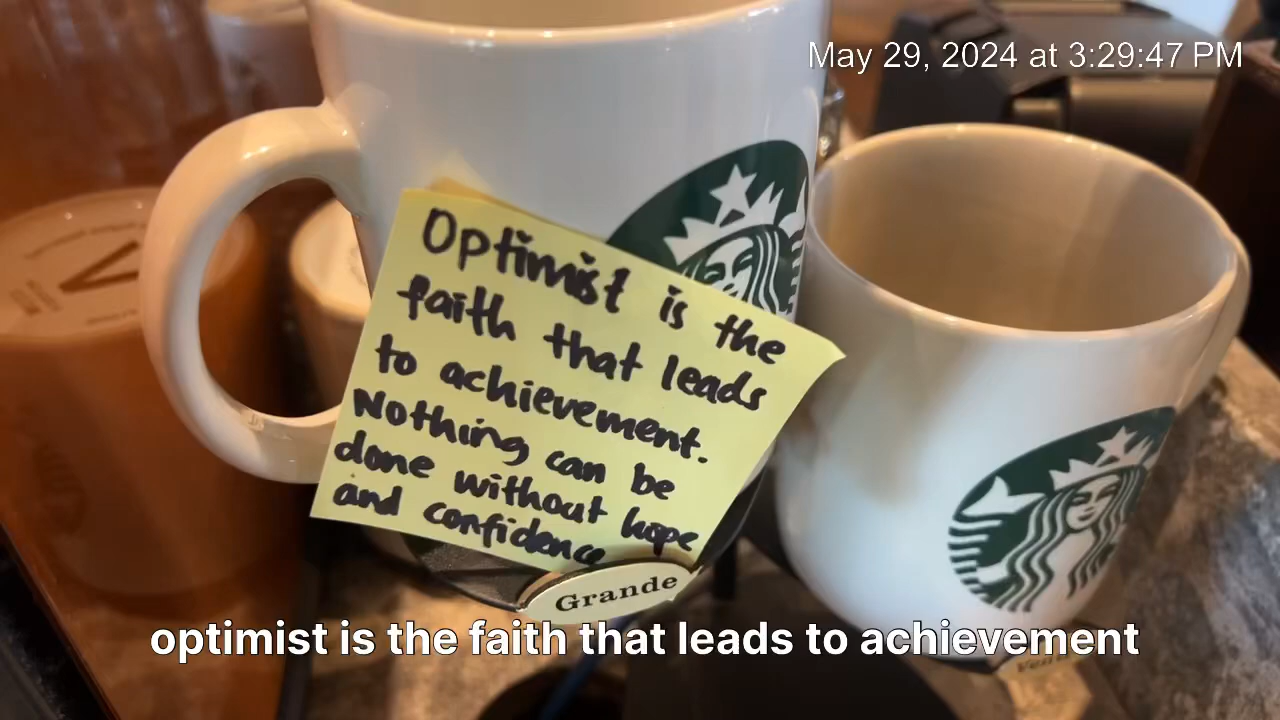 May 29, 2024 at 3:29:47 PM
Optimist is the
faith that leads
to achievement.
Nothing can be
done without hope
and confidence
Grande
optimist is the faith that leads to achievement